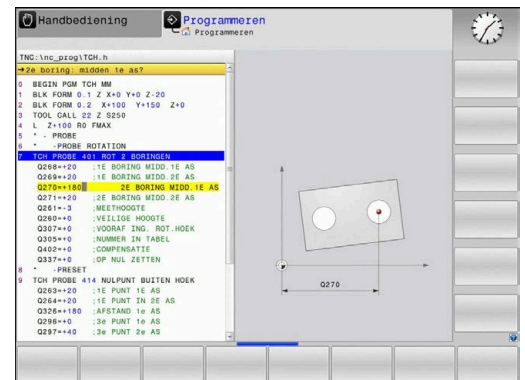 Handbediening
Programmeren
Programmeren
TNC:\nc_prog\TCH.h
→2e boring: midden 1e as?
0 BEGIN PGM TCH MM
1 BLK FORM 0.1 Z X+0 Y+0 Z-20
2 BLK FORM 0.2 X+100 Y+150 Z+0
3 TOOL CALL 22 Z S250
4 L Z+100 R0 FMAX
5 * - PROBE
6 * -PROBE ROTATION
7 TCH PROBE 401 ROT 2 BORINGEN
Q268=+20 ;1E BORING MIDD.1E AS
Q269=+20 ;1E BORING MIDD.2E AS
Q270=+180 2E BORING MIDD.1E AS
Q271=+20 ;2E BORING MIDD.2E AS
Q261=-3 ;MEETHOOGTE
Q260=+0 ;VEILIGE HOOGTE
Q307=+0 ;VOORAF ING. ROT.HOEK
Q305=+0 ;NUMMER IN TABEL
Q402=+0 ;COMPENSATIE
Q337=+0 ;OP NUL ZETTEN
8 * -PRESET
9 TCH PROBE 414 NULPUNT BUITEN HOEK
Q263=+20 ;1E PUNT 1E AS
Q264=+20 ;1E PUNT IN 2E AS
Q326=+180 ;AFSTAND 1e AS
Q296=+0 ;3e PUNT 1e AS
Q297=+40 ;3e PUNT 2e AS
Q270